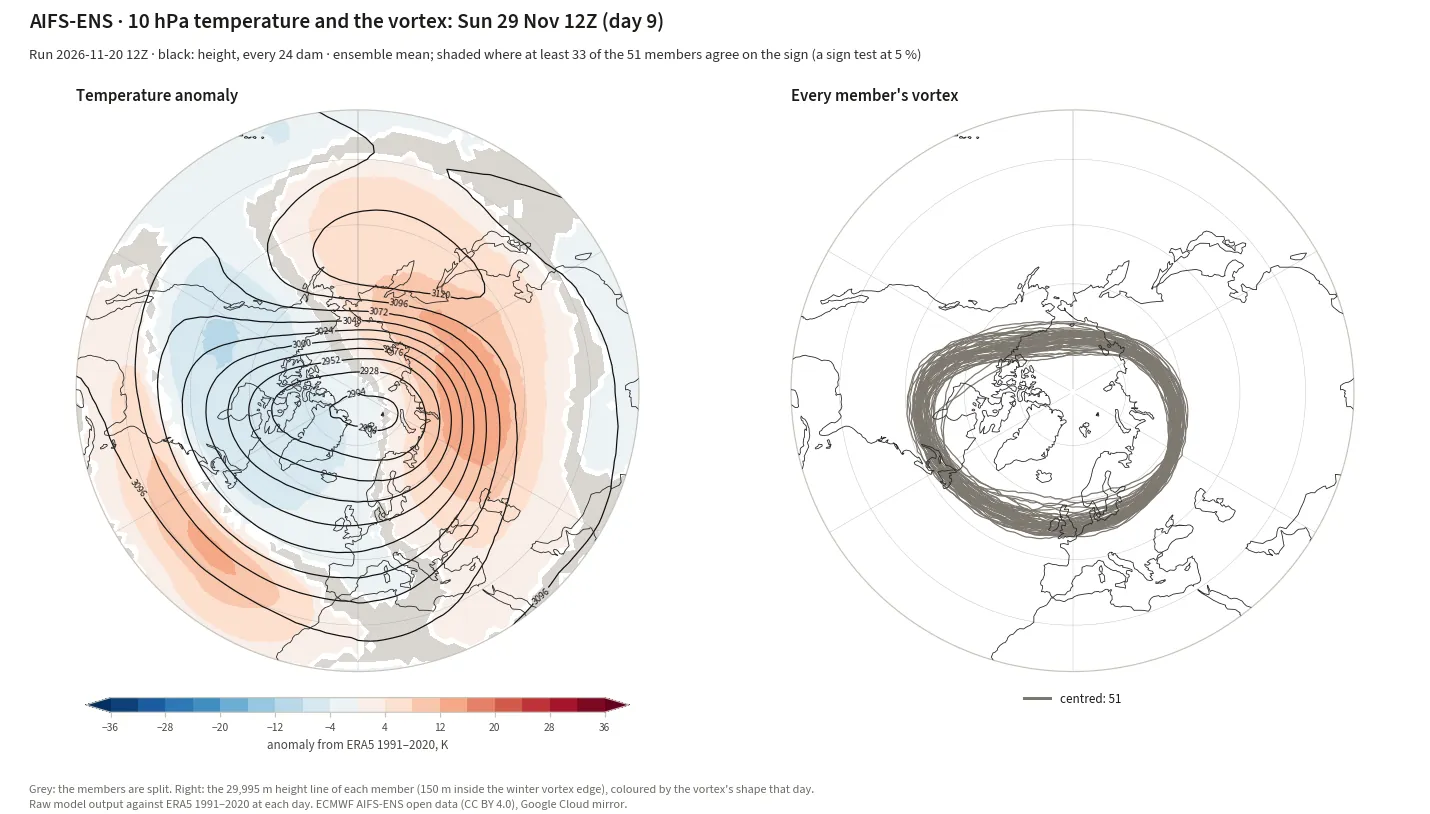 AIFS-ENS · 10 hPa temperature and the vortex: Sun 29 Nov 12Z (day 9)
Run 2026-11-20 12Z · black: height, every 24 dam · ensemble mean; shaded where at least 33 of the 51 members agree on the sign (a sign test at 5 %)
Temperature anomaly
Every member's vortex
3120
3096
3072
3048
3024
3000
2976
2952
2928
2904
3096
3096
centred: 51
−36 −28 −20 −12 −4 4 12 20 28 36
anomaly from ERA5 1991–2020, K
Grey: the members are split. Right: the 29,995 m height line of each member (150 m inside the winter vortex edge), coloured by the vortex's shape that day.
Raw model output against ERA5 1991–2020 at each day. ECMWF AIFS-ENS open data (CC BY 4.0), Google Cloud mirror.